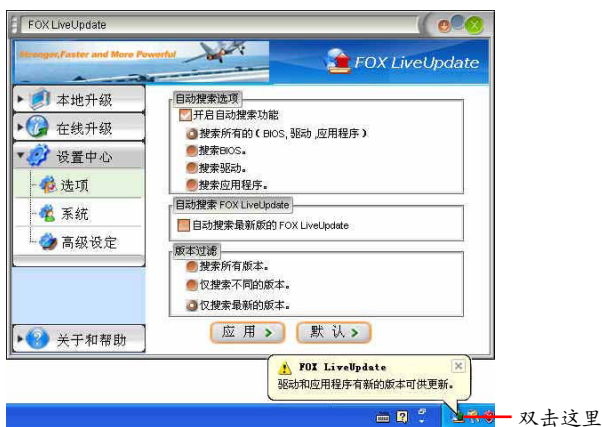 FOX LiveUpdate
Stronger,Faster and More Powerful
FOX LiveUpdate
本地升级
在线升级
设置中心
选项
系统
高级设定
关于和帮助
自动搜索选项
开启自动搜索功能
搜索所有的（BIOS,驱动,应用程序）
搜索BIOS。
搜索驱动。
搜索应用程序。
自动搜索 FOX LiveUpdate
自动搜索最新版的 FOX LiveUpdate
版本过滤
搜索所有版本。
仅搜索不同的版本。
仅搜索最新的版本。
应 用
默 认
FOX LiveUpdate
驱动和应用程序有新的版本可供更新。
双击这里